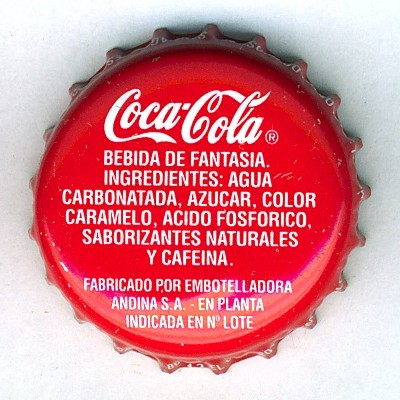 Coca-Cola®
BEBIDA DE FANTASIA.
INGREDIENTES: AGUA
CARBONATADA, AZUCAR, COLOR
CARAMELO, ACIDO FOSFORICO,
SABORIZANTES NATURALES
Y CAFEINA.
FABRICADO POR EMBOTELLADORA
ANDINA S.A. - EN PLANTA
INDICADA EN Nº LOTE